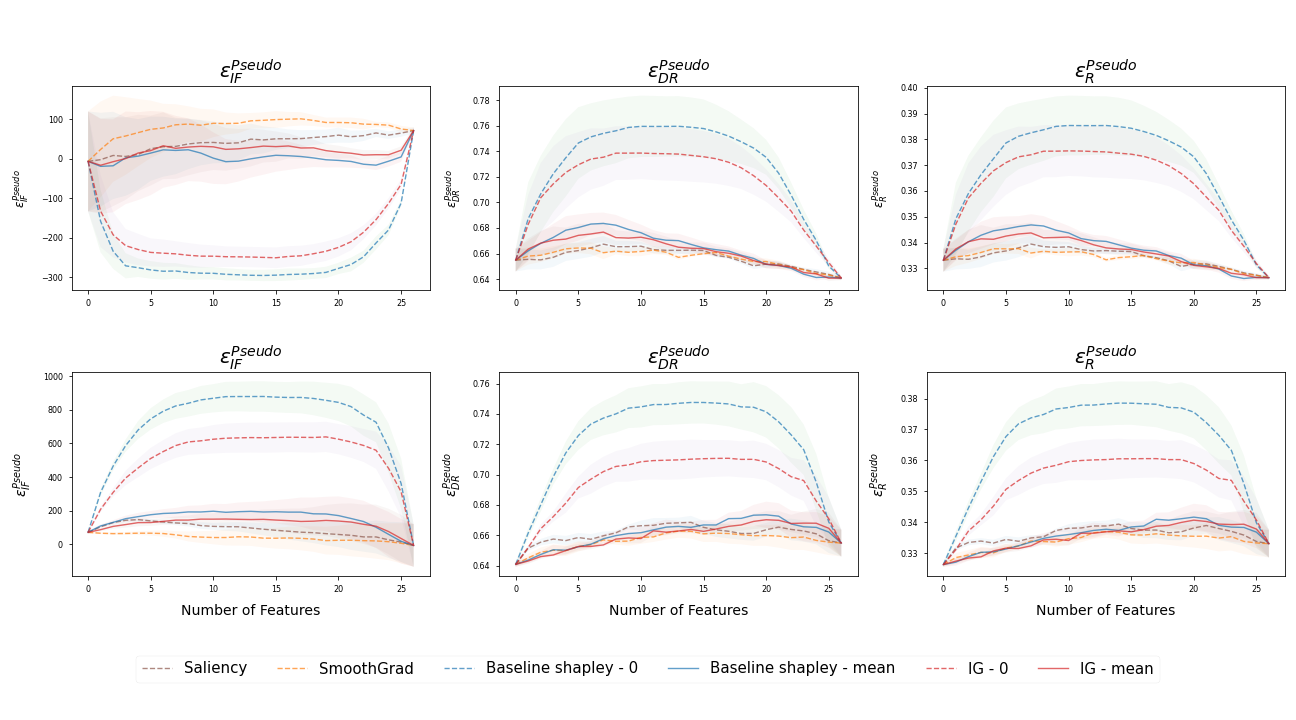 ε_IF^Pseudo
ε_DR^Pseudo
ε_R^Pseudo
ε_IF^Pseudo
100
0
−100
−200
−300
0 5 10 15 20 25
ε_DR^Pseudo
0.78
0.76
0.74
0.72
0.70
0.68
0.66
0.64
0 5 10 15 20 25
ε_R^Pseudo
0.40
0.39
0.38
0.37
0.36
0.35
0.34
0.33
0 5 10 15 20 25
ε_IF^Pseudo
ε_DR^Pseudo
ε_R^Pseudo
ε_IF^Pseudo
1000
800
600
400
200
0
0 5 10 15 20 25
Number of Features
ε_DR^Pseudo
0.76
0.74
0.72
0.70
0.68
0.66
0.64
0 5 10 15 20 25
Number of Features
ε_R^Pseudo
0.38
0.37
0.36
0.35
0.34
0.33
0 5 10 15 20 25
Number of Features
Saliency SmoothGrad Baseline shapley - 0 Baseline shapley - mean IG - 0 IG - mean